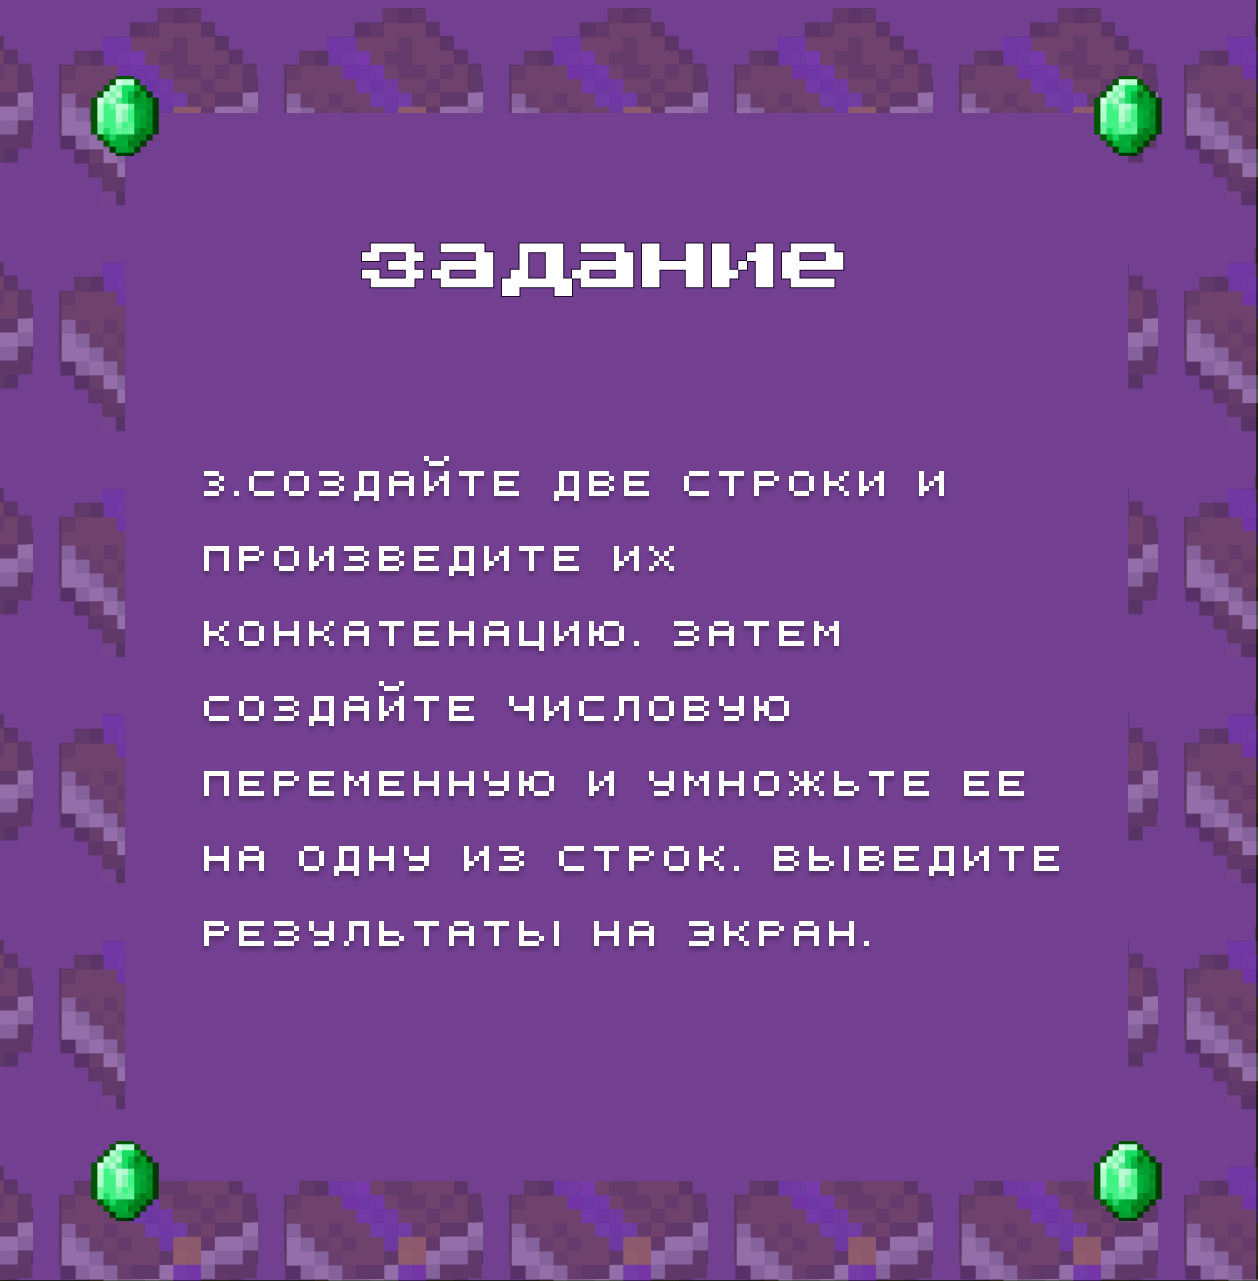 задание
3.СОЗДАЙТЕ ДВЕ СТРОКИ И
ПРОИЗВЕДИТЕ ИХ
КОНКАТЕНАЦИЮ. ЗАТЕМ
СОЗДАЙТЕ ЧИСЛОВУЮ
ПЕРЕМЕННУЮ И УМНОЖЬТЕ ЕЕ
НА ОДНУ ИЗ СТРОК. ВЫВЕДИТЕ
РЕЗУЛЬТАТЫ НА ЭКРАН.